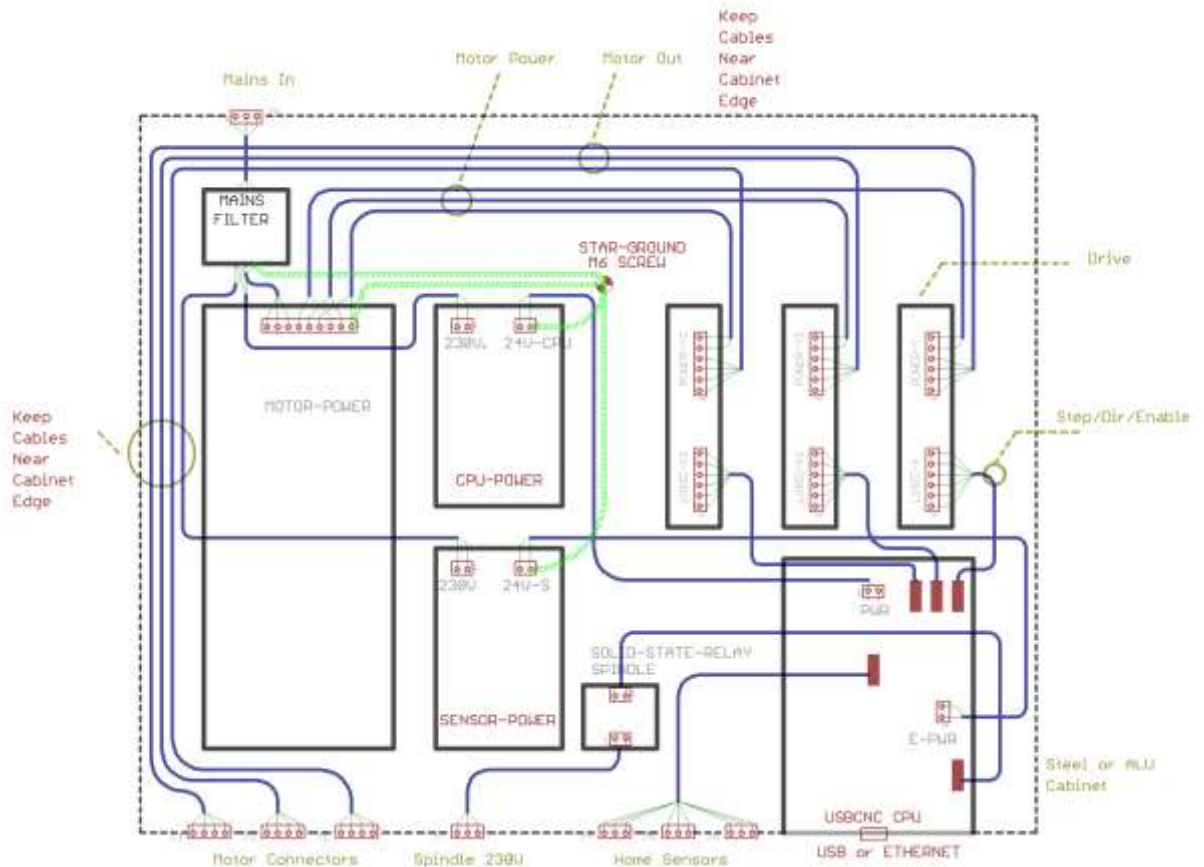 Keep
Cables
Near
Cabinet
Edge
Motor Power
Motor Out
Mains In
MAINS
FILTER
STAR-GROUND
M6 SCREW
Drive
230V
24V-CPU
MOTOR-POWER
CPU-POWER
Keep
Cables
Near
Cabinet
Edge
Step/Dir/Enable
230V
24V-S
PWR
SOLID-STATE-RELAY
SPINDLE
SENSOR-POWER
E-PWR
Steel or ALU
Cabinet
USBCNC CPU
USB or ETHERNET
Motor Connectors
Spindle 230V
Home Sensors